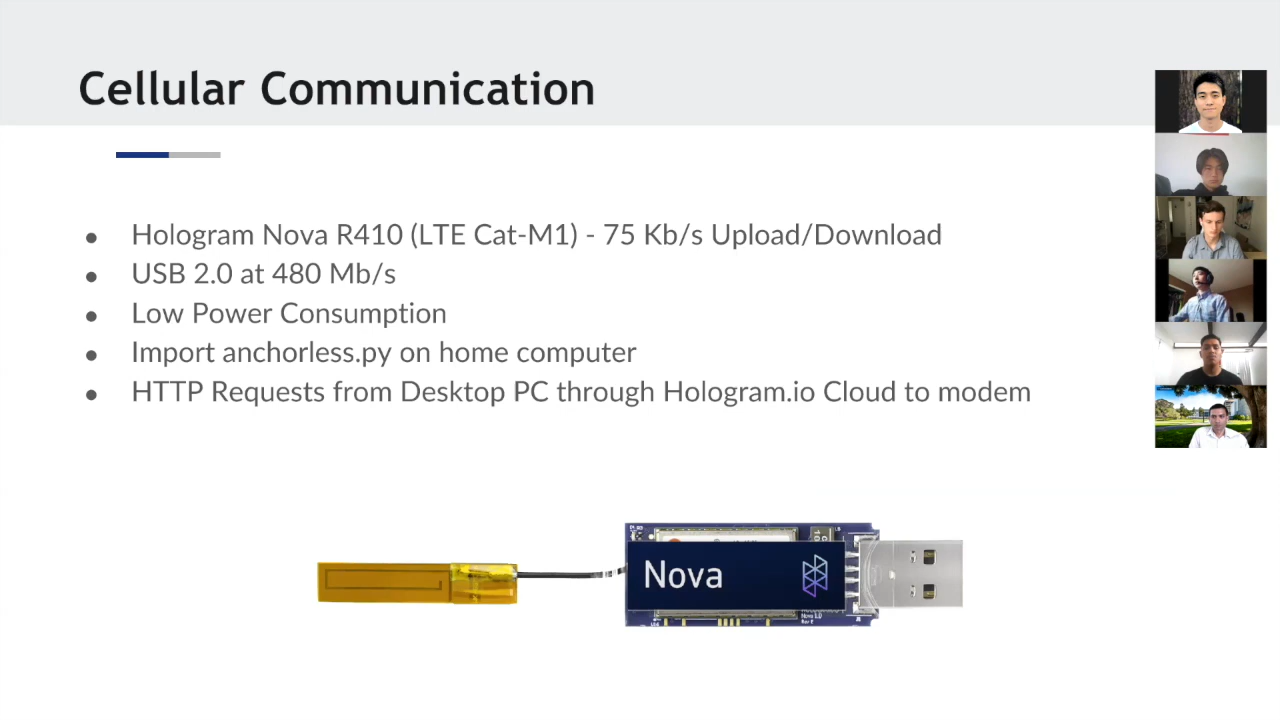 Cellular Communication
● Hologram Nova R410 (LTE Cat-M1) - 75 Kb/s Upload/Download
● USB 2.0 at 480 Mb/s
● Low Power Consumption
● Import anchorless.py on home computer
● HTTP Requests from Desktop PC through Hologram.io Cloud to modem
Nova